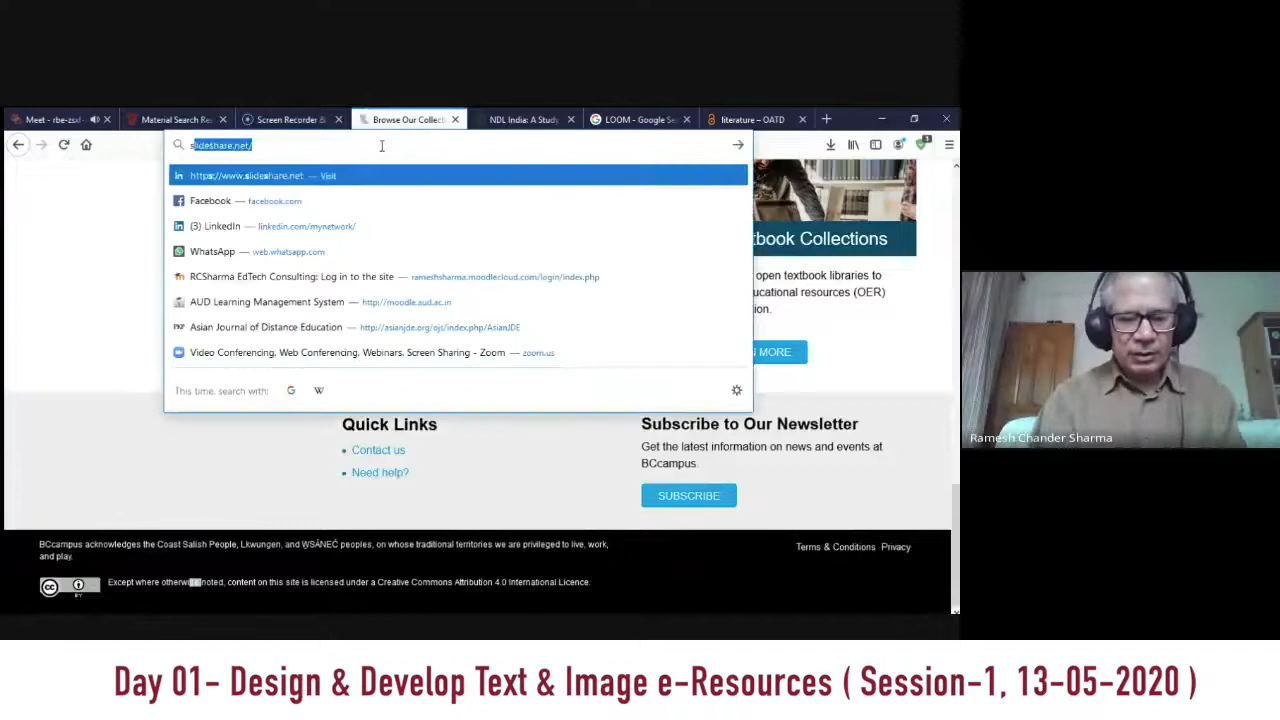 Meet - rbe-zsxf-
Material Search Res
Screen Recorder &
Browse Our Collecti
NDL India: A Study
LOOM - Google Sea
literature – OATD
slideshare.net/
https://www.slideshare.net — Visit
Facebook — facebook.com
(3) LinkedIn — linkedin.com/mynetwork/
WhatsApp — web.whatsapp.com
RCSharma EdTech Consulting: Log in to the site — rameshsharma.moodlecloud.com/login/index.php
AUD Learning Management System — http://moodle.aud.ac.in
Asian Journal of Distance Education — http://asianjde.org/ojs/index.php/AsianJDE
Video Conferencing, Web Conferencing, Webinars, Screen Sharing - Zoom — zoom.us
This time, search with:
tbook Collections
open textbook libraries to
ucational resources (OER)
ion.
N MORE
Quick Links
Contact us
Need help?
Subscribe to Our Newsletter
Get the latest information on news and events at
BCcampus.
SUBSCRIBE
BCcampus acknowledges the Coast Salish People, Lkwungen, and W̱SÁNEĆ peoples, on whose traditional territories we are privileged to live, work,
and play.
Terms & Conditions Privacy
cc BY
Except where otherwise noted, content on this site is licensed under a Creative Commons Attribution 4.0 International Licence.
Ramesh Chander Sharma
Day 01- Design & Develop Text & Image e-Resources ( Session-1, 13-05-2020 )